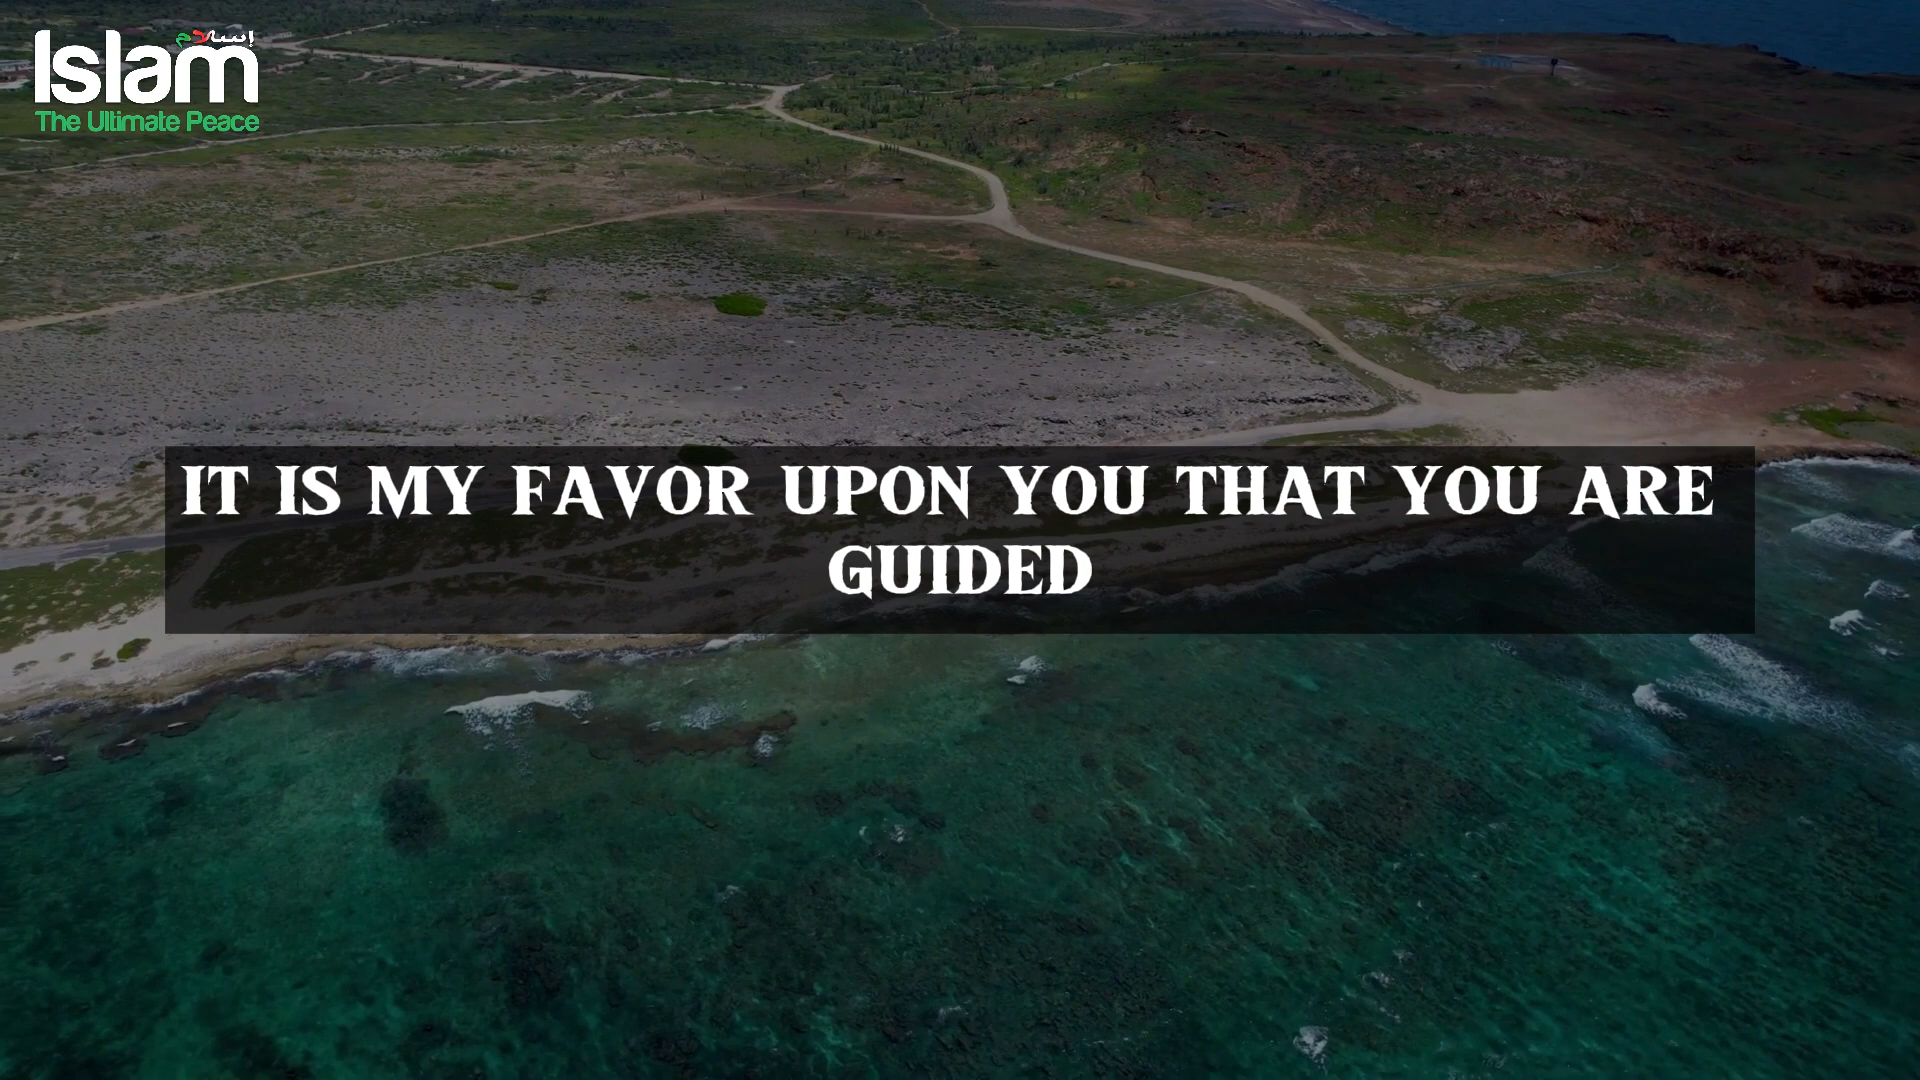 إسلام
Islam
The Ultimate Peace
IT IS MY FAVOR UPON YOU THAT YOU ARE
GUIDED